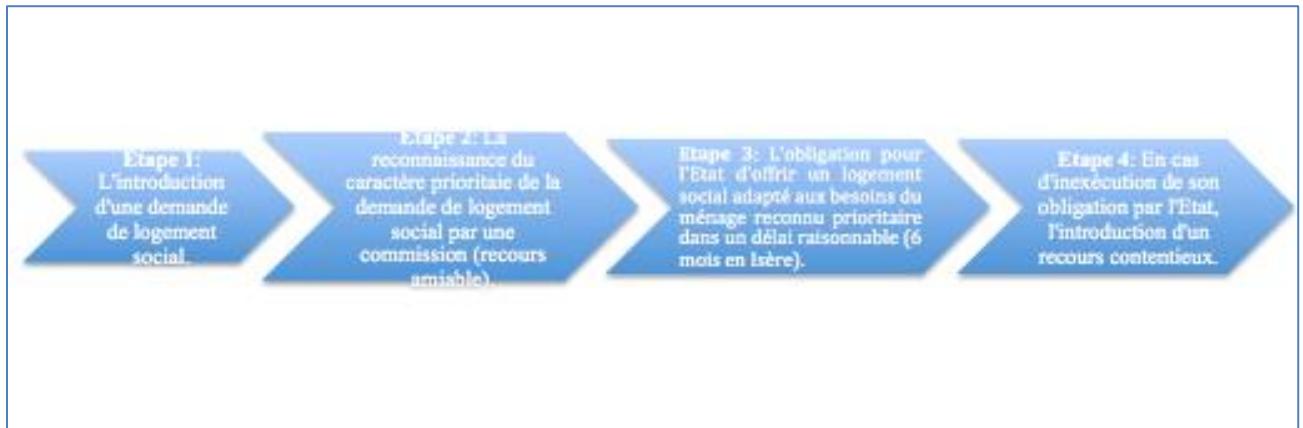 Etape 1:
L'introduction
d'une demande
de logement
social.
Etape 2: La
reconnaissance du
caractère prioritaie de la
demande de logement
social par une
commission (recours
amiable).
Etape 3: L'obligation pour
l'Etat d'offrir un logement
social adapté aux besoins du
ménage reconnu prioritaire
dans un délai raisonnable (6
mois en Isère).
Etape 4: En cas
d'inexécution de son
obligation par l'Etat,
l'introduction d'un
recours contentieux.